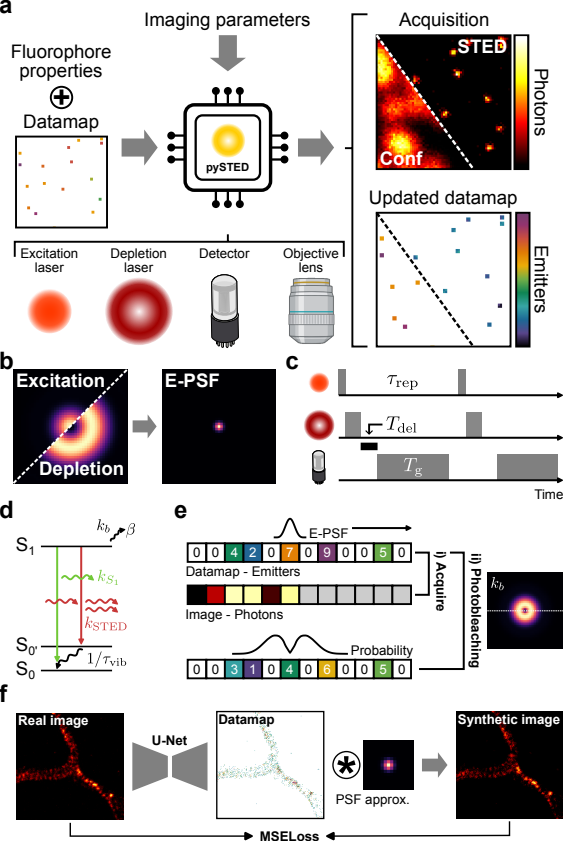 a
Imaging parameters
Fluorophore
properties
Datamap
pySTED
Acquisition
STED
Conf
Photons
Updated datamap
Emitters
Excitation
laser
Depletion
laser
Detector
Objective
lens
b
Excitation
Depletion
E-PSF
c
τrep
Tdel
Tg
Time
d
kb
β
S1
kS1
kSTED
S0'
1/τvib
S0
e
E-PSF
0 0 4 2 0 7 0 9 0 0 5 0
Datamap - Emitters
Image - Photons
Probability
0 0 3 1 0 4 0 6 0 0 5 0
i) Acquire
ii) Photobleaching
kb
f
Real image
U-Net
Datamap
*
PSF approx.
Synthetic image
MSELoss